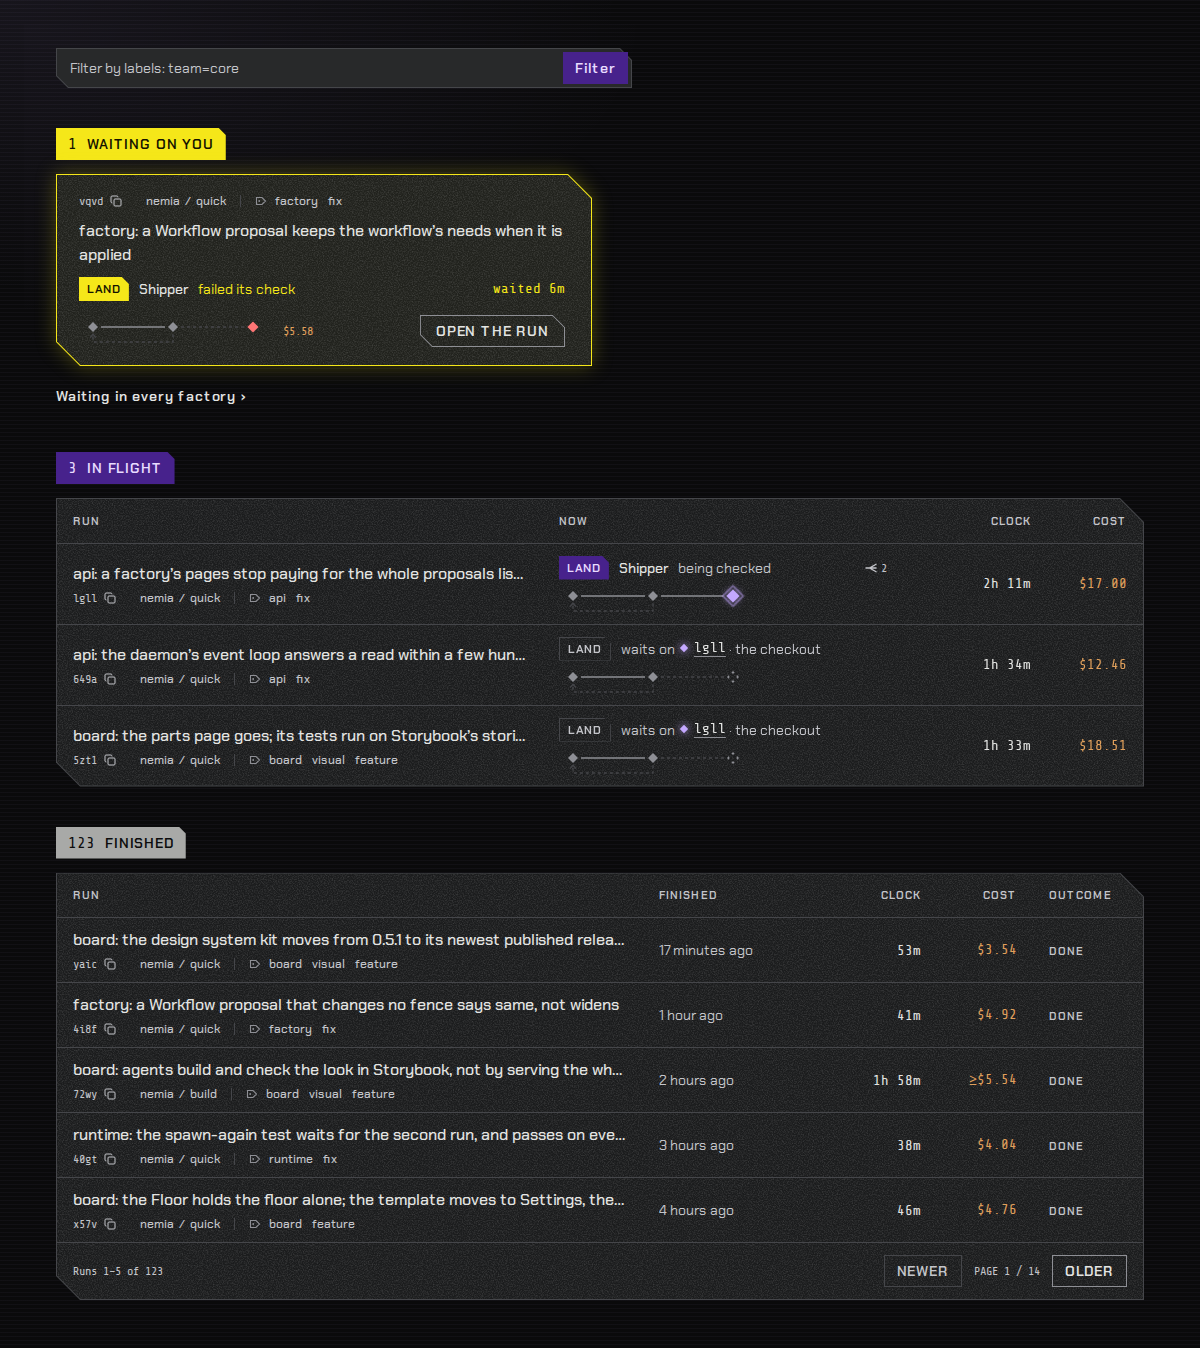 Filter by labels: team=core
Filter
1 WAITING ON YOU
vqvd nemia / quick factory fix
factory: a Workflow proposal keeps the workflow's needs when it is
applied
LAND Shipper failed its check waited 6m
$5.58 OPEN THE RUN
Waiting in every factory ›
3 IN FLIGHT
RUN NOW CLOCK COST
api: a factory's pages stop paying for the whole proposals lis…
lgll nemia / quick api fix
LAND Shipper being checked 2
2h 11m $17.00
api: the daemon's event loop answers a read within a few hun…
649a nemia / quick api fix
LAND waits on lgll · the checkout
1h 34m $12.46
board: the parts page goes; its tests run on Storybook's stori…
5zt1 nemia / quick board visual feature
LAND waits on lgll · the checkout
1h 33m $18.51
123 FINISHED
RUN FINISHED CLOCK COST OUTCOME
board: the design system kit moves from 0.5.1 to its newest published relea…
yaic nemia / quick board visual feature
17 minutes ago 53m $3.54 DONE
factory: a Workflow proposal that changes no fence says same, not widens
4i8f nemia / quick factory fix
1 hour ago 41m $4.92 DONE
board: agents build and check the look in Storybook, not by serving the wh…
72wy nemia / build board visual feature
2 hours ago 1h 58m ≥$5.54 DONE
runtime: the spawn-again test waits for the second run, and passes on eve…
40gt nemia / quick runtime fix
3 hours ago 38m $4.04 DONE
board: the Floor holds the floor alone; the template moves to Settings, the…
x57v nemia / quick board feature
4 hours ago 46m $4.76 DONE
Runs 1–5 of 123 NEWER PAGE 1 / 14 OLDER